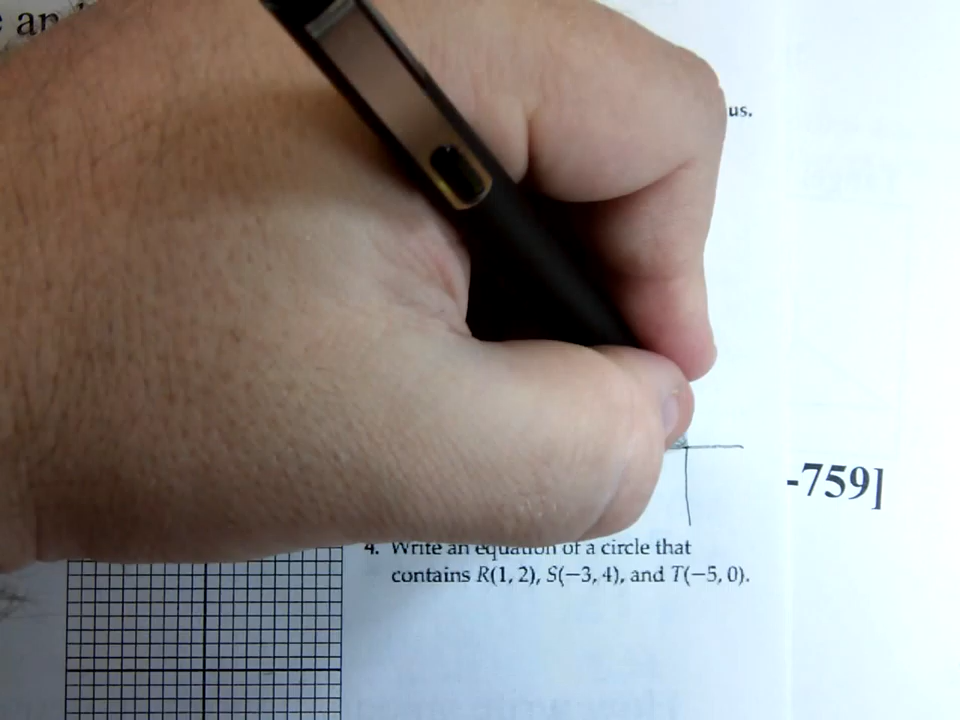 us.
-759]
4. Write an equation of a circle that
contains R(1, 2), S(−3, 4), and T(−5, 0).